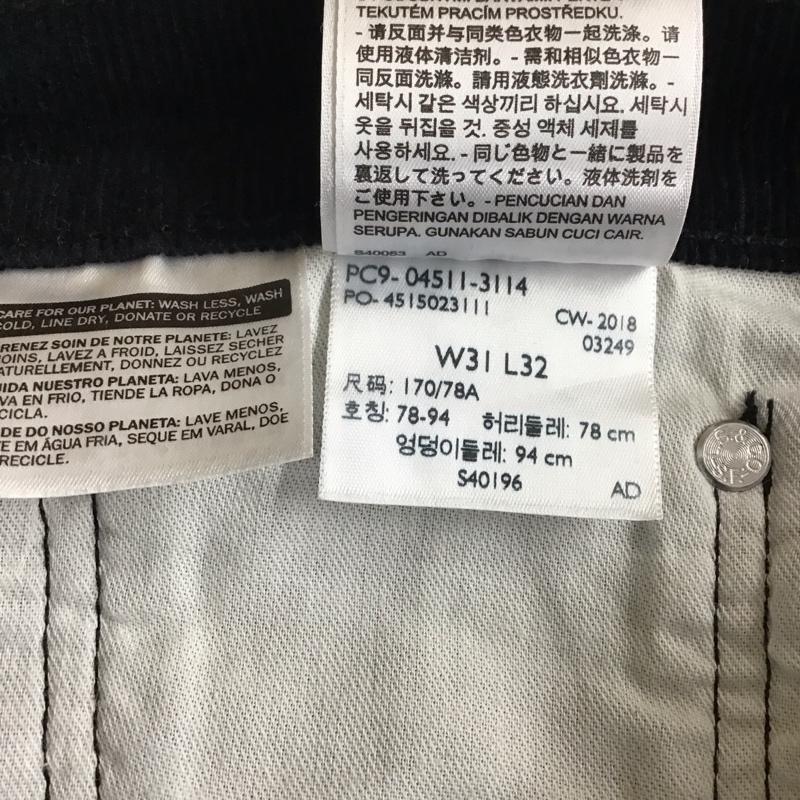 TEKUTÉM PRACÍM PROSTŘEDKU.
- 请反面并与同类色衣物一起洗涤。请
使用液体清洁剂。- 需和相似色衣物一
同反面洗滌。請用液態洗衣劑洗滌。-
세탁시 같은 색상끼리 하십시요. 세탁시
옷을 뒤집을 것. 중성 액체 세제를
사용하세요. - 同じ色物と一緒に製品を
裏返して洗ってください。液体洗剤を
ご使用下さい。- PENCUCIAN DAN
PENGERINGAN DIBALIK DENGAN WARNA
SERUPA. GUNAKAN SABUN CUCI CAIR.
S40053 AD
PC9- 04511-3114
PO- 4515023111
CW- 2018
03249
W31 L32
尺码: 170/78A
호칭: 78-94 허리둘레: 78 cm
엉덩이둘레: 94 cm
S40196
AD
CARE FOR OUR PLANET: WASH LESS, WASH
COLD, LINE DRY, DONATE OR RECYCLE
RENEZ SOIN DE NOTRE PLANETE: LAVEZ
MOINS, LAVEZ A FROID, LAISSEZ SECHER
NATURELLEMENT, DONNEZ OU RECYCLEZ
UIDA NUESTRO PLANETA: LAVA MENOS,
VA EN FRIO, TIENDE LA ROPA, DONA O
CICLA.
DE DO NOSSO PLANETA: LAVE MENOS,
TE EM ÁGUA FRIA, SEQUE EM VARAL, DOE
RECICLE.